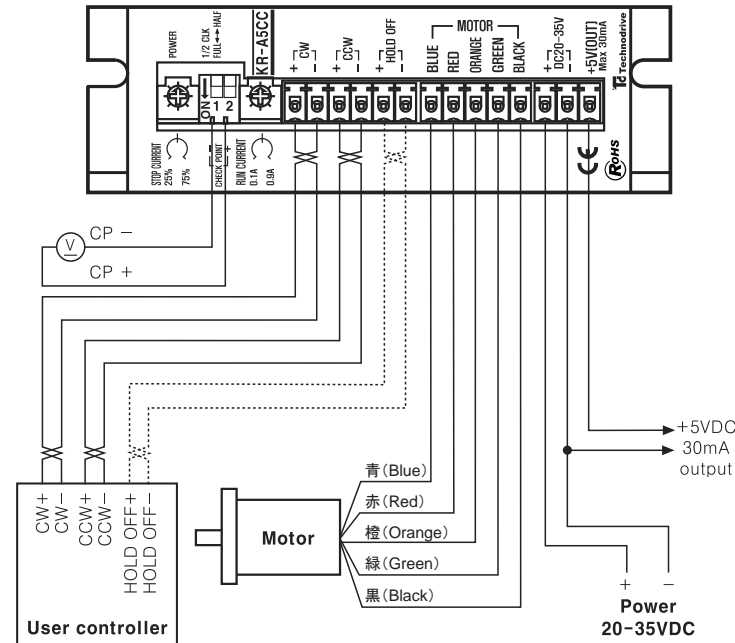 POWER
1/2 CLK
FULL↔HALF
KR-A5CC
+ CW -
+ CCW -
+ HOLD OFF -
MOTOR
BLUE
RED
ORANGE
GREEN
BLACK
+ DC20-35V -
+5V(OUT)
Max 30mA
Td Technodrive
ON
1 2
STOP CURRENT
25%
75%
- CHECK POINT +
RUN CURRENT
0.1A
0.9A
CE
RoHS
V
CP −
CP +
+5VDC
30mA
output
青(Blue)
赤(Red)
橙(Orange)
緑(Green)
黒(Black)
Motor
CW+
CW-
CCW+
CCW-
HOLD OFF+
HOLD OFF-
User controller
+ −
Power
20-35VDC